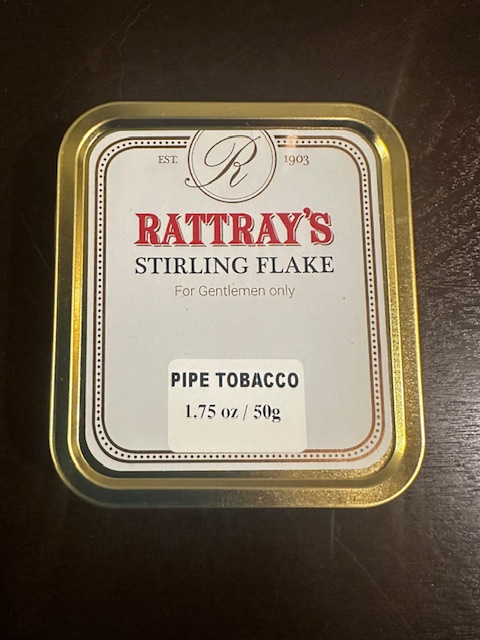 EST. R 1903
RATTRAY'S
STIRLING FLAKE
For Gentlemen only
PIPE TOBACCO
1.75 oz / 50g